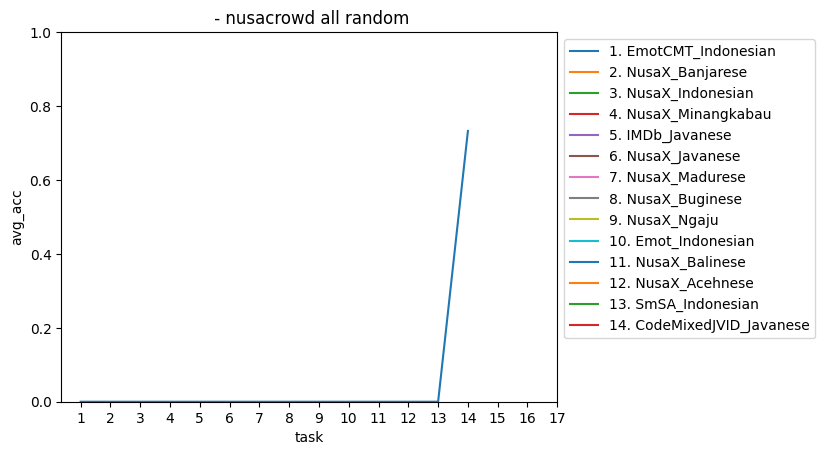 - nusacrowd all random
1.0
0.8
0.6
0.4
0.2
0.0
avg_acc
1 2 3 4 5 6 7 8 9 10 11 12 13 14 15 16 17
task
1. EmotCMT_Indonesian
2. NusaX_Banjarese
3. NusaX_Indonesian
4. NusaX_Minangkabau
5. IMDb_Javanese
6. NusaX_Javanese
7. NusaX_Madurese
8. NusaX_Buginese
9. NusaX_Ngaju
10. Emot_Indonesian
11. NusaX_Balinese
12. NusaX_Acehnese
13. SmSA_Indonesian
14. CodeMixedJVID_Javanese